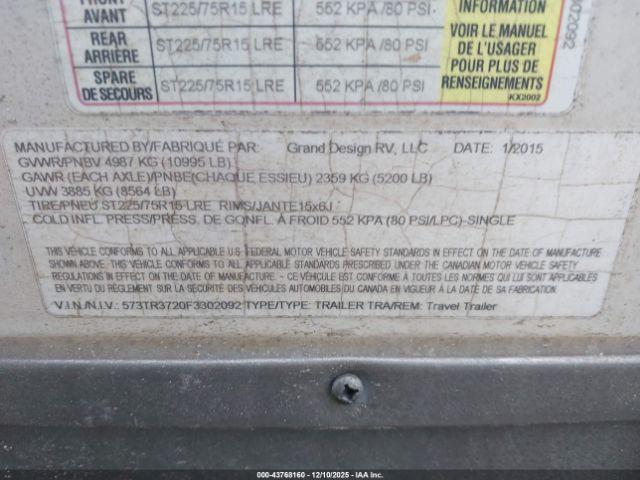 FRONT
AVANT
ST225/75R15 LRE
552 KPA /80 PSI
REAR
ARRIÈRE
ST225/75R15 LRE
552 KPA /80 PSI
SPARE
DE SECOURS
ST225/75R15 LRE
552 KPA /80 PSI
INFORMATION
VOIR LE MANUEL
DE L'USAGER
POUR PLUS DE
RENSEIGNEMENTS
KX2002
302092
MANUFACTURED BY/FABRIQUÉ PAR: Grand Design RV, LLC DATE: 1/2015
GVWR/PNBV 4987 KG (10995 LB)
GAWR (EACH AXLE)/PNBE(CHAQUE ESSIEU) 2359 KG (5200 LB)
UVW 3885 KG (8564 LB)
TIRE/PNEU ST225/75R15 LRE RIMS/JANTE15x6J
COLD INFL. PRESS/PRESS. DE GONFL. À FROID 552 KPA (80 PSI/LPC)-SINGLE
THIS VEHICLE CONFORMS TO ALL APPLICABLE U.S. FEDERAL MOTOR VEHICLE SAFETY STANDARDS IN EFFECT ON THE DATE OF MANUFACTURE
SHOWN ABOVE. THIS VEHICLE CONFORMS TO ALL APPLICABLE STANDARDS PRESCRIBED UNDER THE CANADIAN MOTOR VEHICLE SAFETY
REGULATIONS IN EFFECT ON THE DATE OF MANUFACTURE. - CE VÉHICULE EST. CONFORME À TOUTES LES NORMES QUI LUI SONT APPLICABLES
EN VERTU DU RÈGLEMENT SUR LA SÉCURITÉ DES VÉHICULES AUTOMOBILES DU CANADA EN VIGUEUR À LA DATE DE SA FABRICATION.
V.I.N./N.I.V.: 573TR3720F3302092 TYPE/TYPE: TRAILER TRA/REM: Travel Trailer
000-43768160 - 12/10/2025 - IAA Inc.